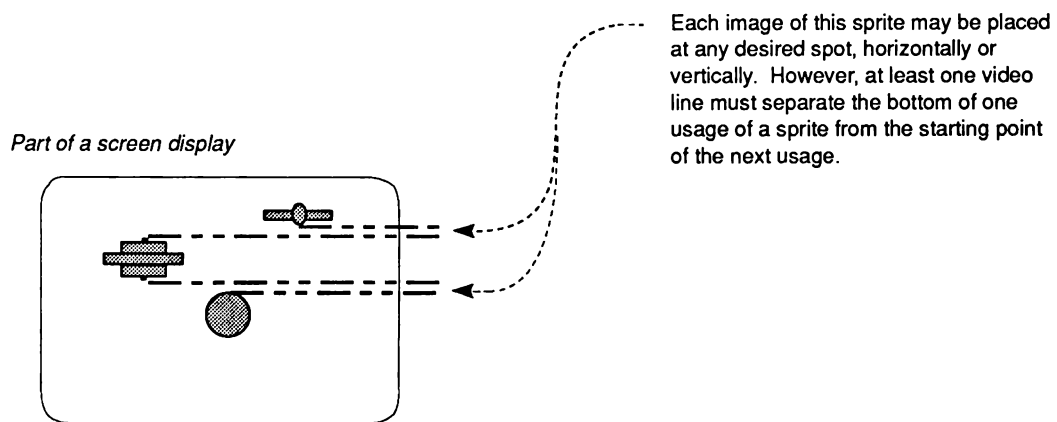 Each image of this sprite may be placed
at any desired spot, horizontally or
vertically. However, at least one video
line must separate the bottom of one
usage of a sprite from the starting point
of the next usage.
Part of a screen display